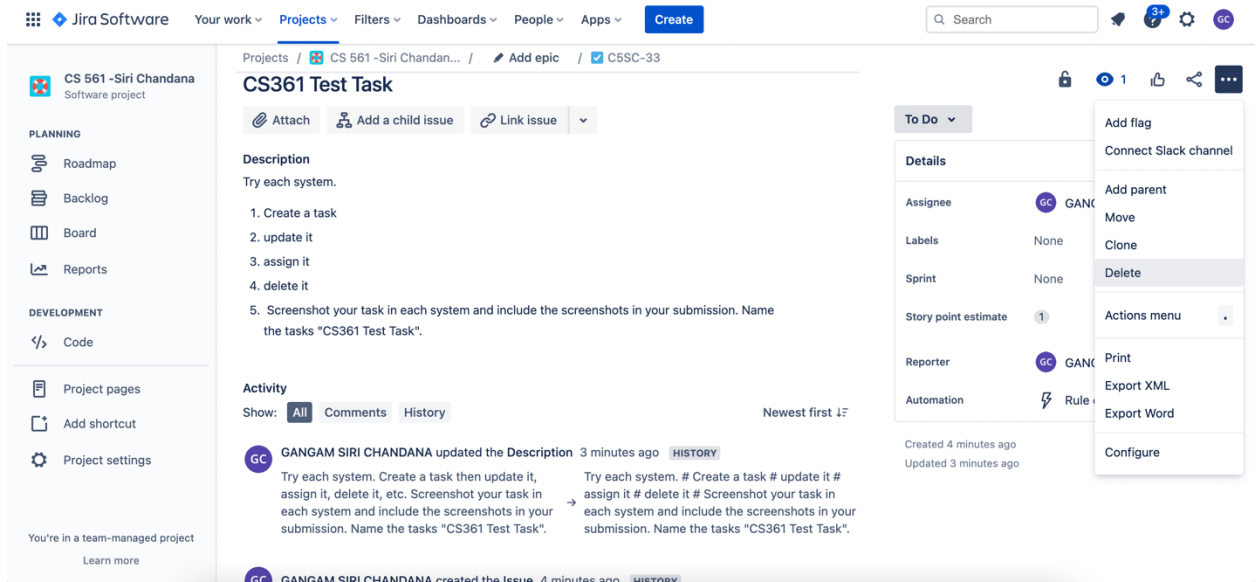 Jira Software Your work Projects Filters Dashboards People Apps Create Search 3+ GC
CS 561 -Siri Chandana
Software project
PLANNING
Roadmap
Backlog
Board
Reports
DEVELOPMENT
Code
Project pages
Add shortcut
Project settings
You're in a team-managed project
Learn more
Projects / CS 561 -Siri Chandan... / Add epic / C5SC-33
CS361 Test Task
Attach Add a child issue Link issue
Description
Try each system.
1. Create a task
2. update it
3. assign it
4. delete it
5. Screenshot your task in each system and include the screenshots in your submission. Name
the tasks "CS361 Test Task".
Activity
Show: All Comments History Newest first
GC GANGAM SIRI CHANDANA updated the Description 3 minutes ago HISTORY
Try each system. Create a task then update it,
assign it, delete it, etc. Screenshot your task in
each system and include the screenshots in your
submission. Name the tasks "CS361 Test Task".
→
Try each system. # Create a task # update it #
assign it # delete it # Screenshot your task in
each system and include the screenshots in your
submission. Name the tasks "CS361 Test Task".
GC GANGAM SIRI CHANDANA created the Issue 4 minutes ago HISTORY
1
To Do
Details
Assignee GC GANG
Labels None
Sprint None
Story point estimate 1
Reporter GC GANG
Automation Rule
Created 4 minutes ago
Updated 3 minutes ago
Add flag
Connect Slack channel
Add parent
Move
Clone
Delete
Actions menu .
Print
Export XML
Export Word
Configure